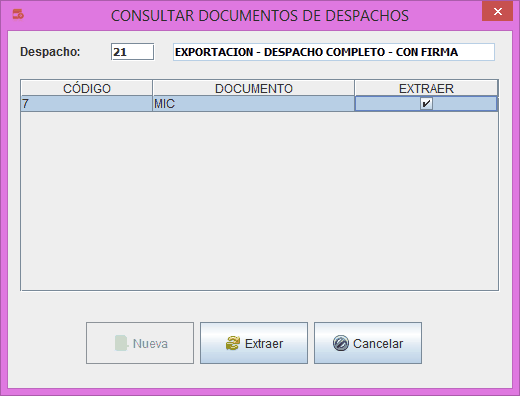 CONSULTAR DOCUMENTOS DE DESPACHOS
Despacho: 21 EXPORTACION - DESPACHO COMPLETO - CON FIRMA
CÓDIGO DOCUMENTO EXTRAER
7 MIC
Nueva Extraer Cancelar